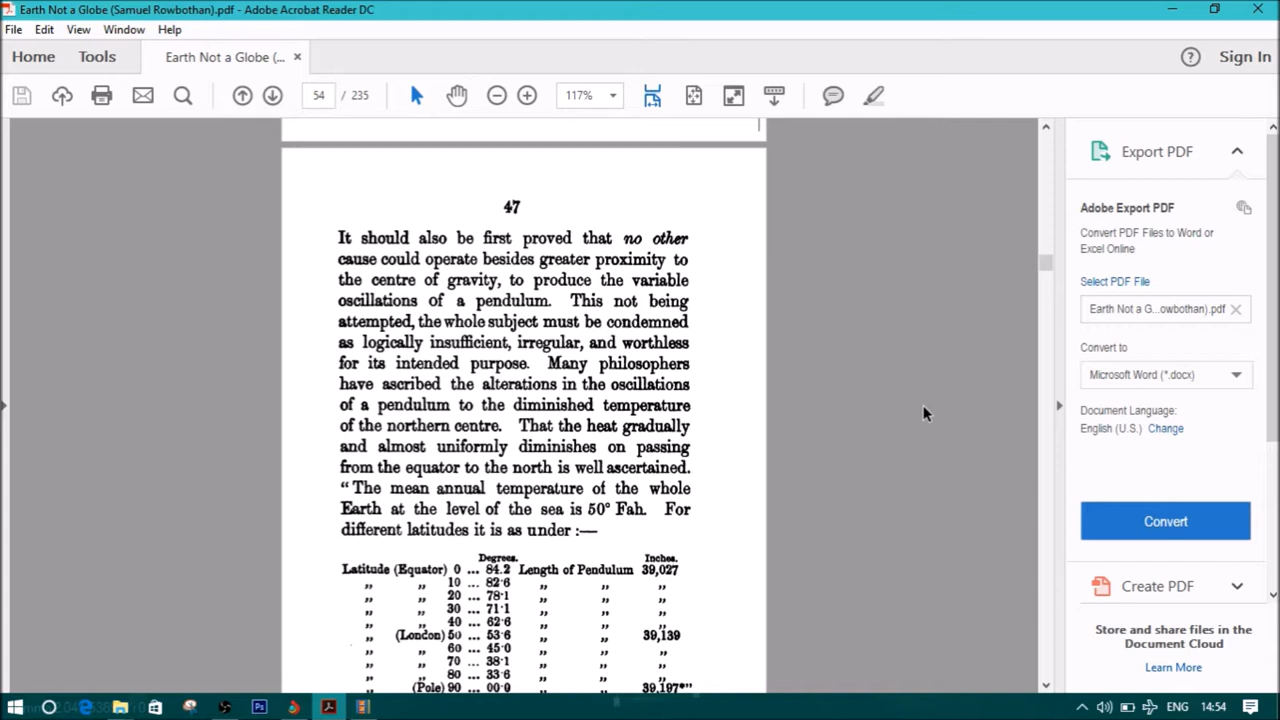 Earth Not a Globe (Samuel Rowbothan).pdf - Adobe Acrobat Reader DC
File Edit View Window Help
Home Tools Earth Not a Globe (... × Sign In
54 / 235 117%
47
It should also be first proved that no other
cause could operate besides greater proximity to
the centre of gravity, to produce the variable
oscillations of a pendulum. This not being
attempted, the whole subject must be condemned
as logically insufficient, irregular, and worthless
for its intended purpose. Many philosophers
have ascribed the alterations in the oscillations
of a pendulum to the diminished temperature
of the northern centre. That the heat gradually
and almost uniformly diminishes on passing
from the equator to the north is well ascertained.
“The mean annual temperature of the whole
Earth at the level of the sea is 50° Fah. For
different latitudes it is as under :—
Degrees. Inches.
Latitude (Equator) 0 ... 84.2 Length of Pendulum 39,027
„ „ 10 ... 82·6 „ „ „
„ „ 20 ... 78·1 „ „ „
„ „ 30 ... 71·1 „ „ „
„ „ 40 ... 62·6 „ „ „
„ (London) 50 ... 53·6 „ „ 39,139
„ „ 60 ... 45·0 „ „ „
„ „ 70 ... 38·1 „ „ „
„ „ 80 ... 33·6 „ „ „
„ (Pole) 90 ... 00·0 „ „ 39,197*”
Export PDF
Adobe Export PDF
Convert PDF Files to Word or
Excel Online
Select PDF File
Earth Not a G...owbothan).pdf
Convert to
Microsoft Word (*.docx)
Document Language:
English (U.S.) Change
Convert
Create PDF
Store and share files in the
Document Cloud
Learn More
ENG 14:54